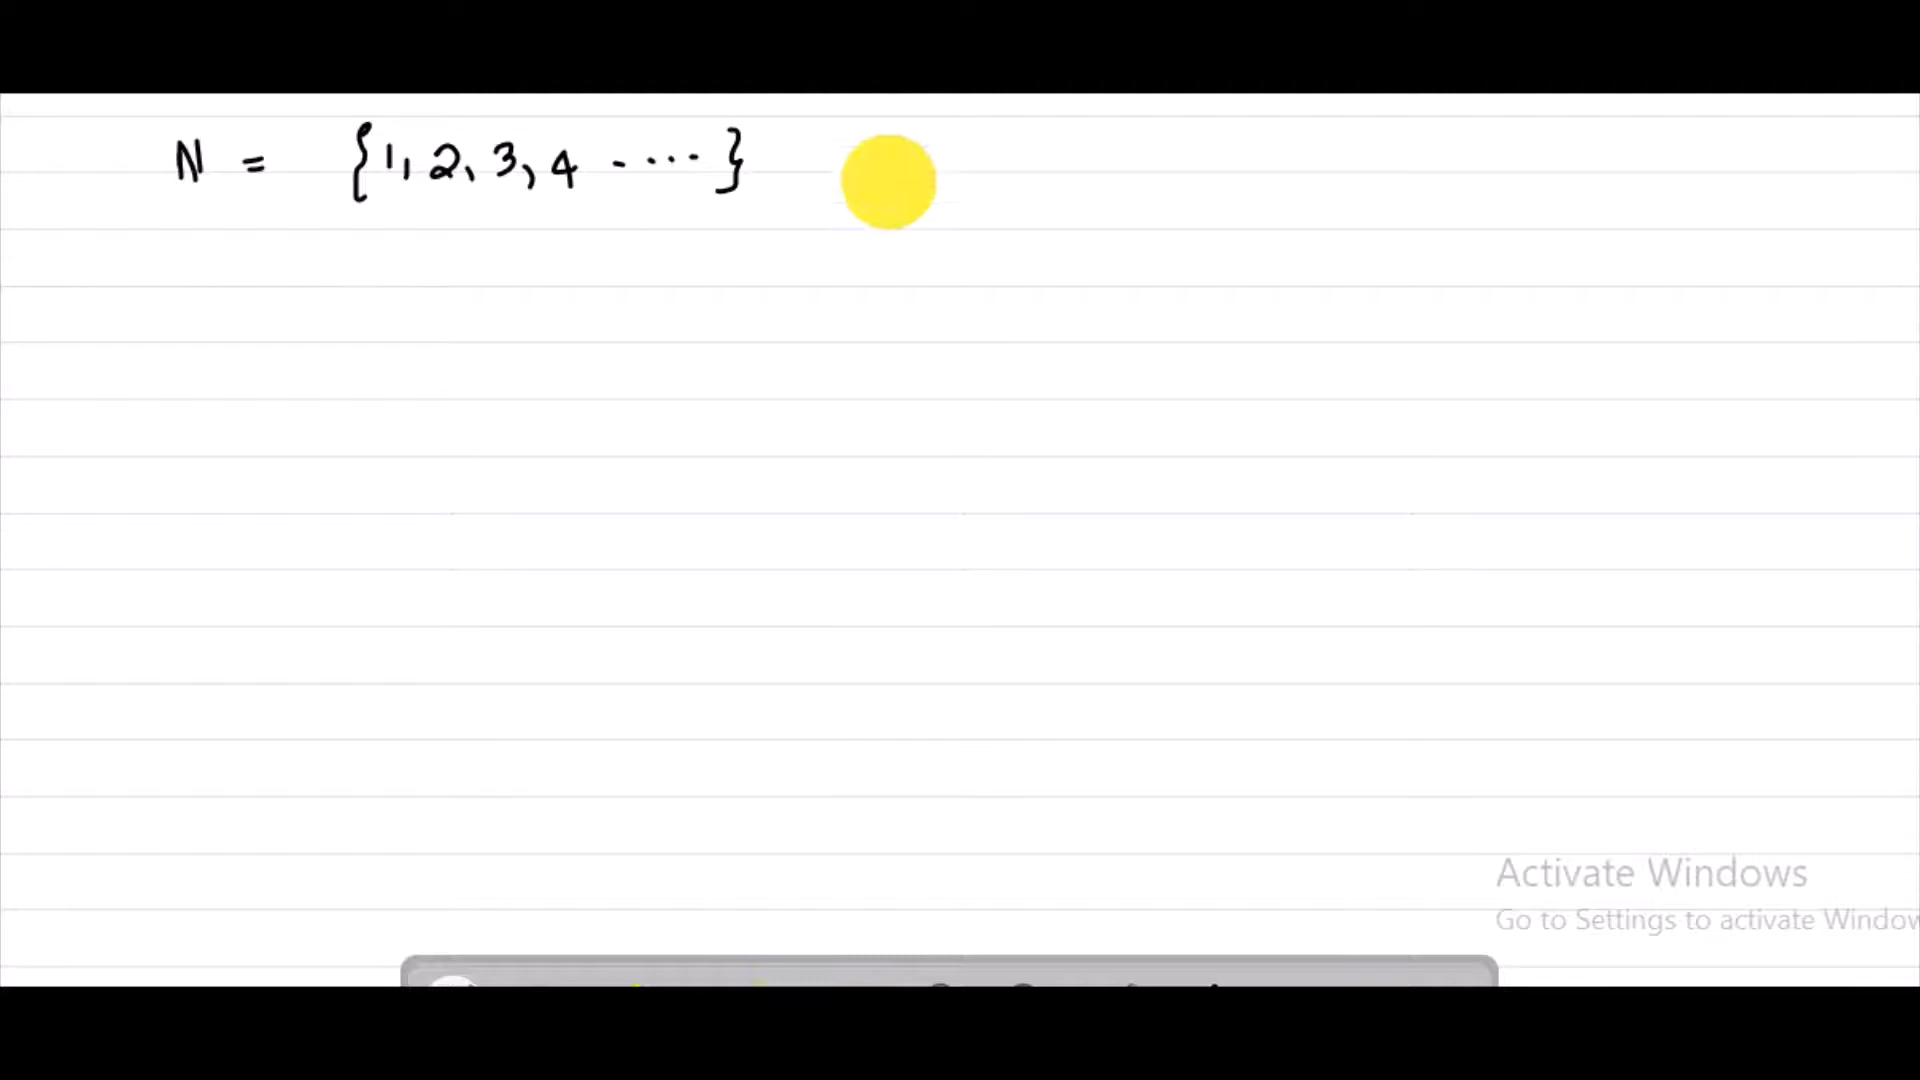 N = {1, 2, 3, 4 - ....}
Activate Windows
Go to Settings to activate Window